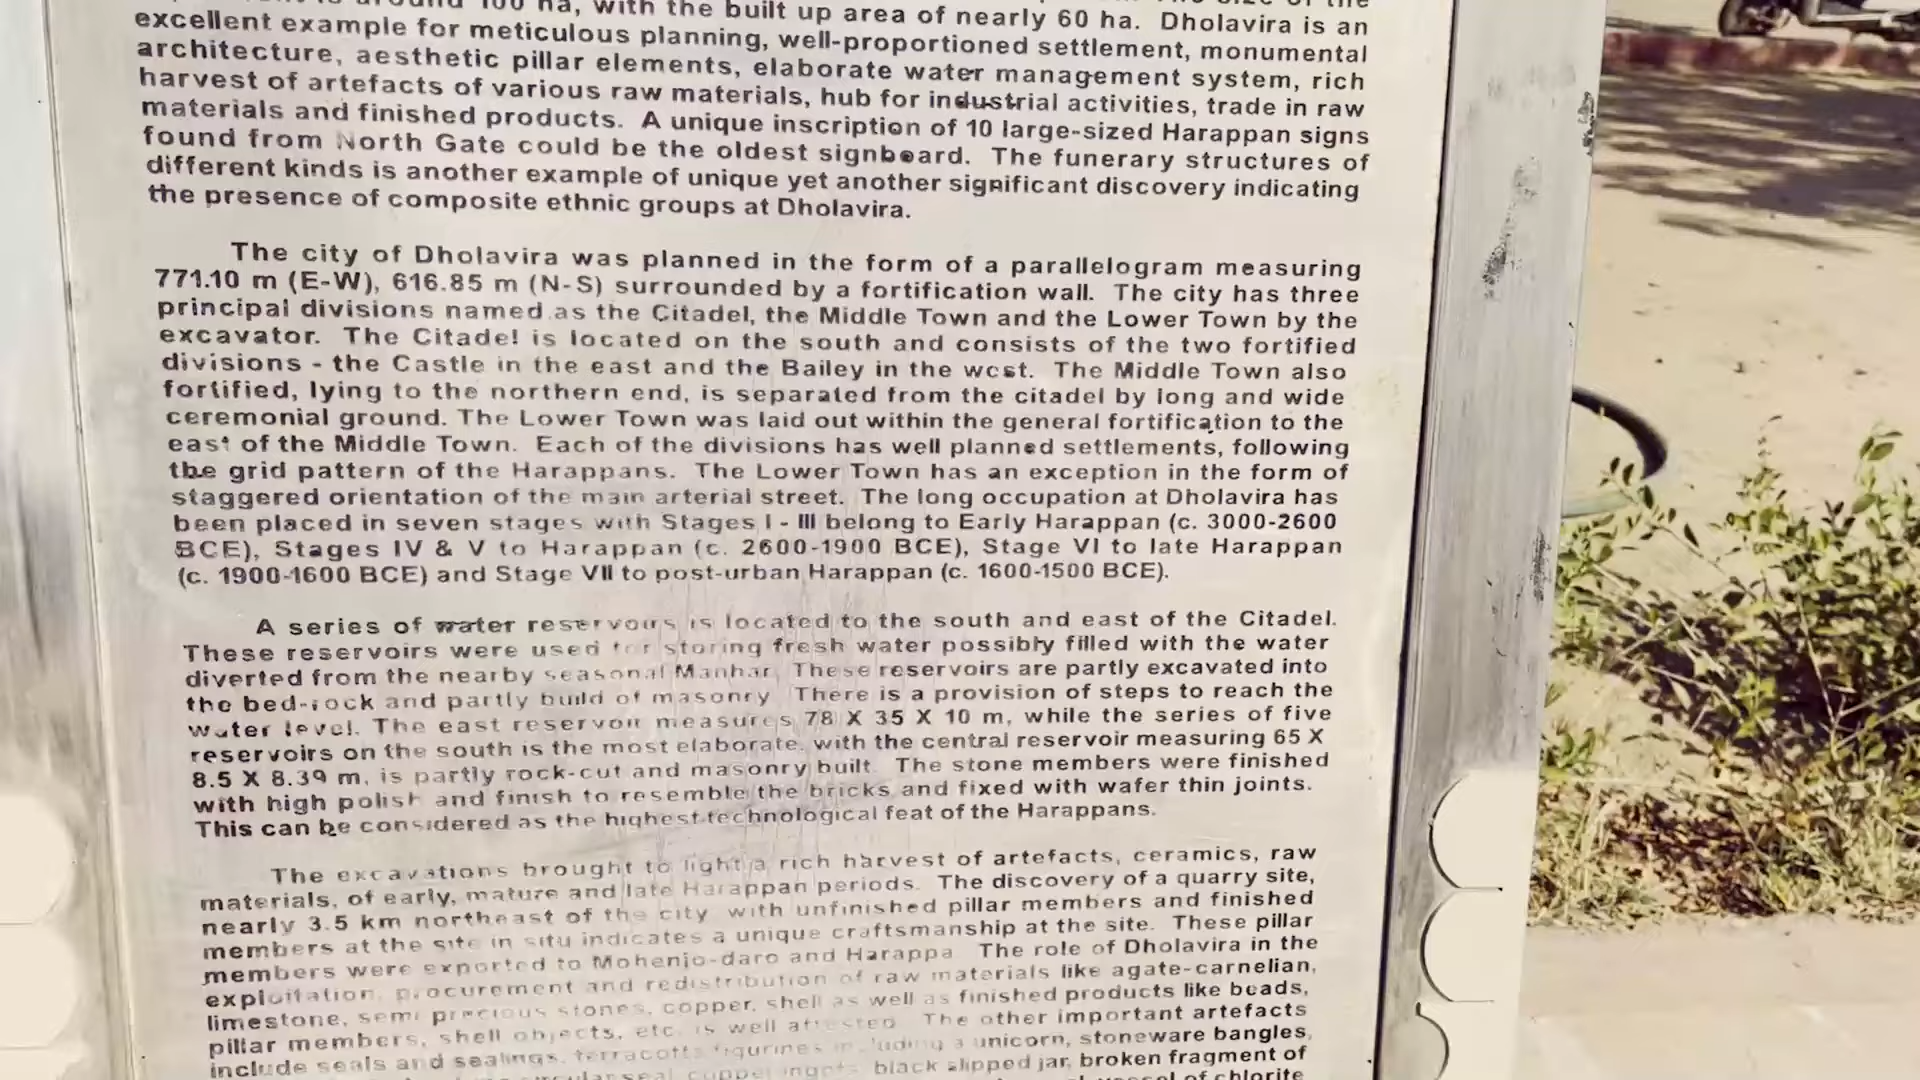 100 ha, with the built up area of nearly 60 ha. Dholavira is an
excellent example for meticulous planning, well-proportioned settlement, monumental
architecture, aesthetic pillar elements, elaborate water management system, rich
harvest of artefacts of various raw materials, hub for industrial activities, trade in raw
materials and finished products. A unique inscription of 10 large-sized Harappan signs
found from North Gate could be the oldest signboard. The funerary structures of
different kinds is another example of unique yet another significant discovery indicating
the presence of composite ethnic groups at Dholavira.
The city of Dholavira was planned in the form of a parallelogram measuring
771.10 m (E-W), 616.85 m (N-S) surrounded by a fortification wall. The city has three
principal divisions named as the Citadel, the Middle Town and the Lower Town by the
excavator. The Citadel is located on the south and consists of the two fortified
divisions - the Castle in the east and the Bailey in the west. The Middle Town also
fortified, lying to the northern end, is separated from the citadel by long and wide
ceremonial ground. The Lower Town was laid out within the general fortification to the
east of the Middle Town. Each of the divisions has well planned settlements, following
the grid pattern of the Harappans. The Lower Town has an exception in the form of
staggered orientation of the main arterial street. The long occupation at Dholavira has
been placed in seven stages with Stages I - III belong to Early Harappan (c. 3000-2600
BCE), Stages IV & V to Harappan (c. 2600-1900 BCE), Stage VI to late Harappan
(c. 1900-1600 BCE) and Stage VII to post-urban Harappan (c. 1600-1500 BCE).
A series of water reservours is located to the south and east of the Citadel.
These reservoirs were used for storing fresh water possibly filled with the water
diverted from the nearby seasonal Manhar. These reservoirs are partly excavated into
the bed-rock and partly build of masonry There is a provision of steps to reach the
water level. The east reservoir measures 78 X 35 X 10 m, while the series of five
reservoirs on the south is the most elaborate, with the central reservoir measuring 65 X
8.5 X 8.39 m, is partly rock-cut and masonry built. The stone members were finished
with high polish and finish to resemble the bricks and fixed with wafer thin joints.
This can be considered as the highest technological feat of the Harappans.
The excavations brought to light a rich harvest of artefacts, ceramics, raw
materials, of early, mature and late Harappan periods. The discovery of a quarry site,
nearly 3.5 km northeast of the city with unfinished pillar members and finished
members at the site in situ indicates a unique craftsmanship at the site. These pillar
members were exported to Mohenjo-daro and Harappa The role of Dholavira in the
exploitation, procurement and redistribution of raw materials like agate-carnelian,
limestone, semi precious stones, copper, shell as well as finished products like beads,
pillar members, shell objects, etc. is well attested The other important artefacts
include seals and sealings, terracotta figurines including a unicorn, stoneware bangles,
seal, copper ingots black slipped jar, broken fragment of
of chlorite